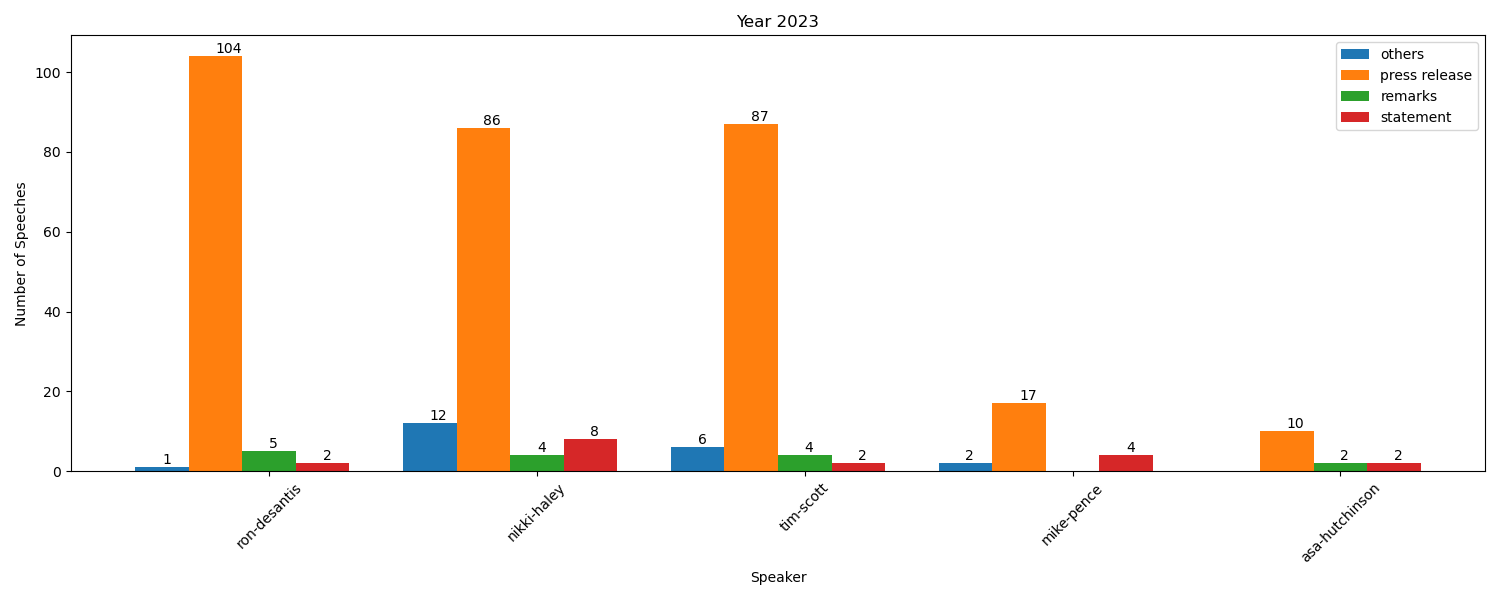 Year 2023
Number of Speeches
100
80
60
40
20
0
104
1
5
2
12
86
4
8
6
87
4
2
2
17
4
10
2
2
others
press release
remarks
statement
ron-desantis
nikki-haley
tim-scott
mike-pence
asa-hutchinson
Speaker